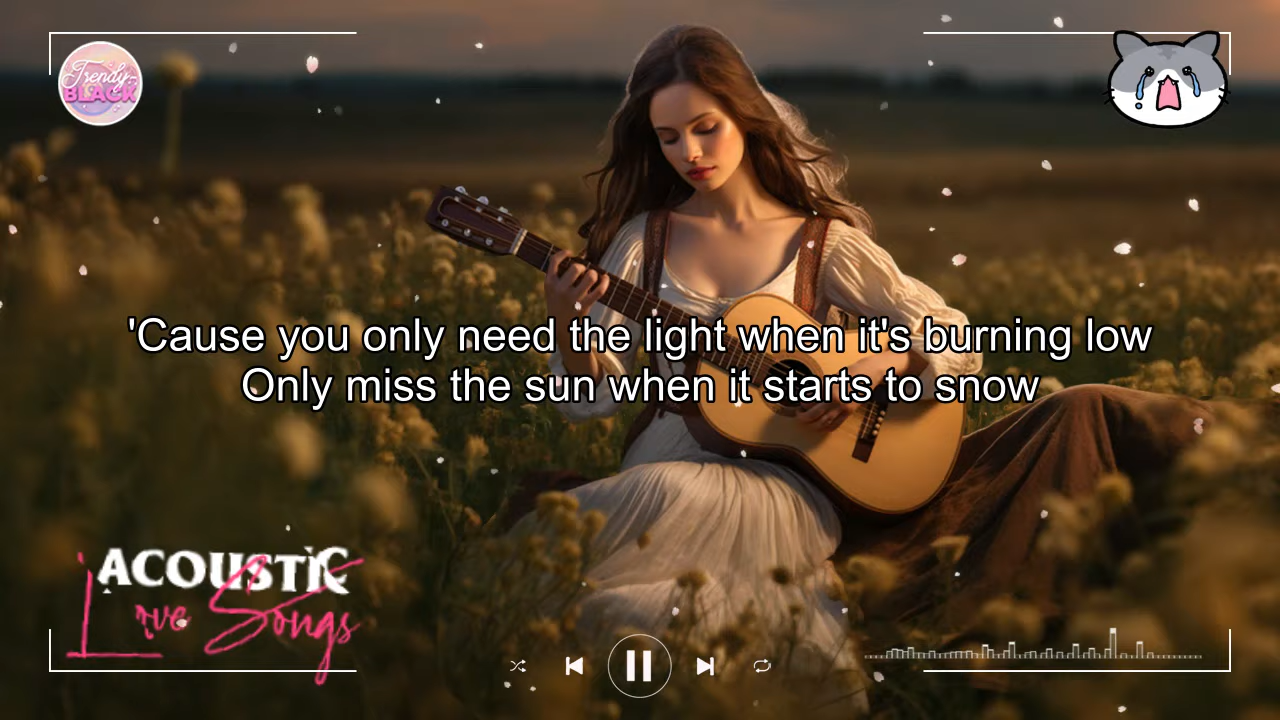 Trendy
BLACK
'Cause you only need the light when it's burning low
Only miss the sun when it starts to snow
ACOUSTIC
Love Songs